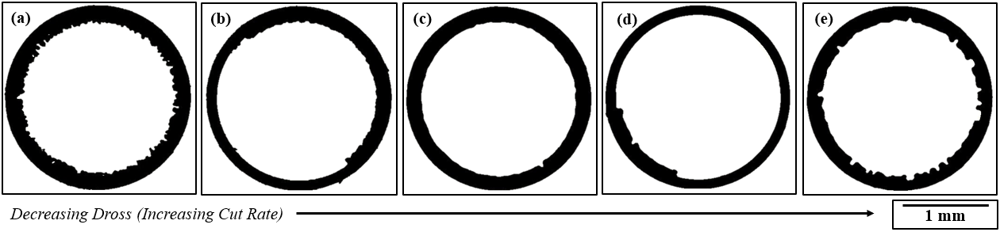 (a) (b) (c) (d) (e)
Decreasing Dross (Increasing Cut Rate)
1 mm